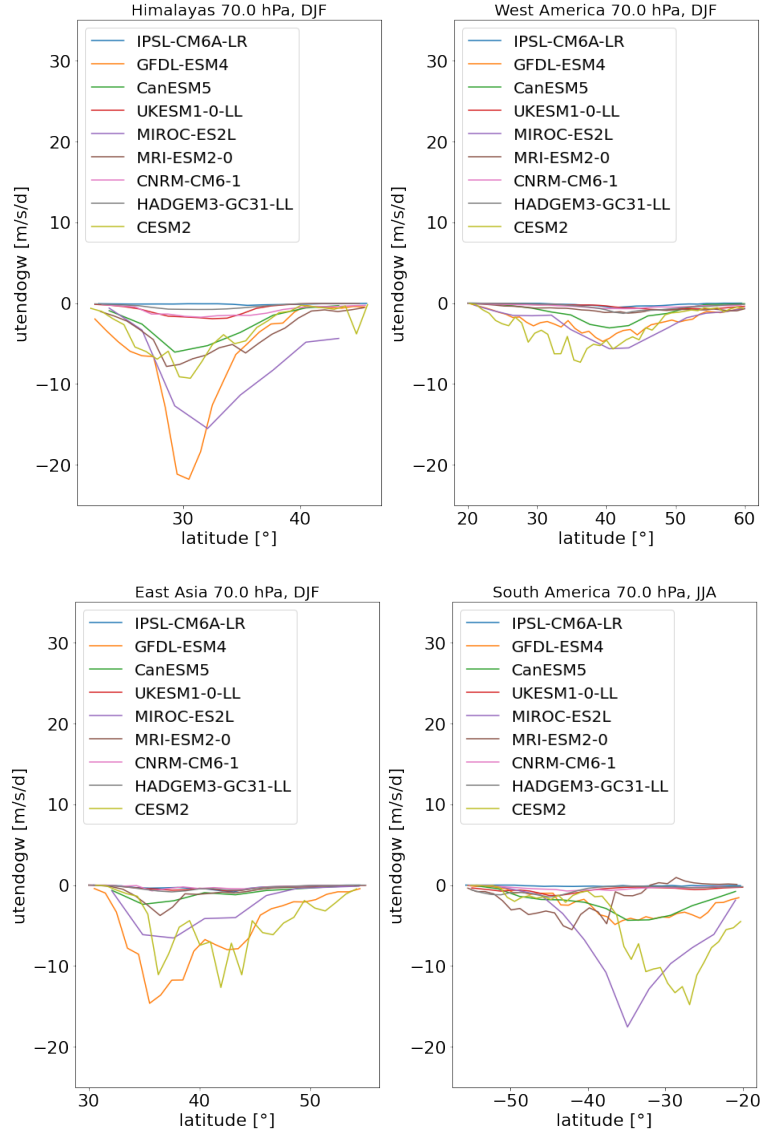 Himalayas 70.0 hPa, DJF
IPSL-CM6A-LR
GFDL-ESM4
CanESM5
UKESM1-0-LL
MIROC-ES2L
MRI-ESM2-0
CNRM-CM6-1
HADGEM3-GC31-LL
CESM2
30
20
10
0
−10
−20
utendogw [m/s/d]
30 40
latitude [°]
West America 70.0 hPa, DJF
IPSL-CM6A-LR
GFDL-ESM4
CanESM5
UKESM1-0-LL
MIROC-ES2L
MRI-ESM2-0
CNRM-CM6-1
HADGEM3-GC31-LL
CESM2
30
20
10
0
−10
−20
utendogw [m/s/d]
20 30 40 50 60
latitude [°]
East Asia 70.0 hPa, DJF
IPSL-CM6A-LR
GFDL-ESM4
CanESM5
UKESM1-0-LL
MIROC-ES2L
MRI-ESM2-0
CNRM-CM6-1
HADGEM3-GC31-LL
CESM2
30
20
10
0
−10
−20
utendogw [m/s/d]
30 40 50
latitude [°]
South America 70.0 hPa, JJA
IPSL-CM6A-LR
GFDL-ESM4
CanESM5
UKESM1-0-LL
MIROC-ES2L
MRI-ESM2-0
CNRM-CM6-1
HADGEM3-GC31-LL
CESM2
30
20
10
0
−10
−20
utendogw [m/s/d]
−50 −40 −30 −20
latitude [°]